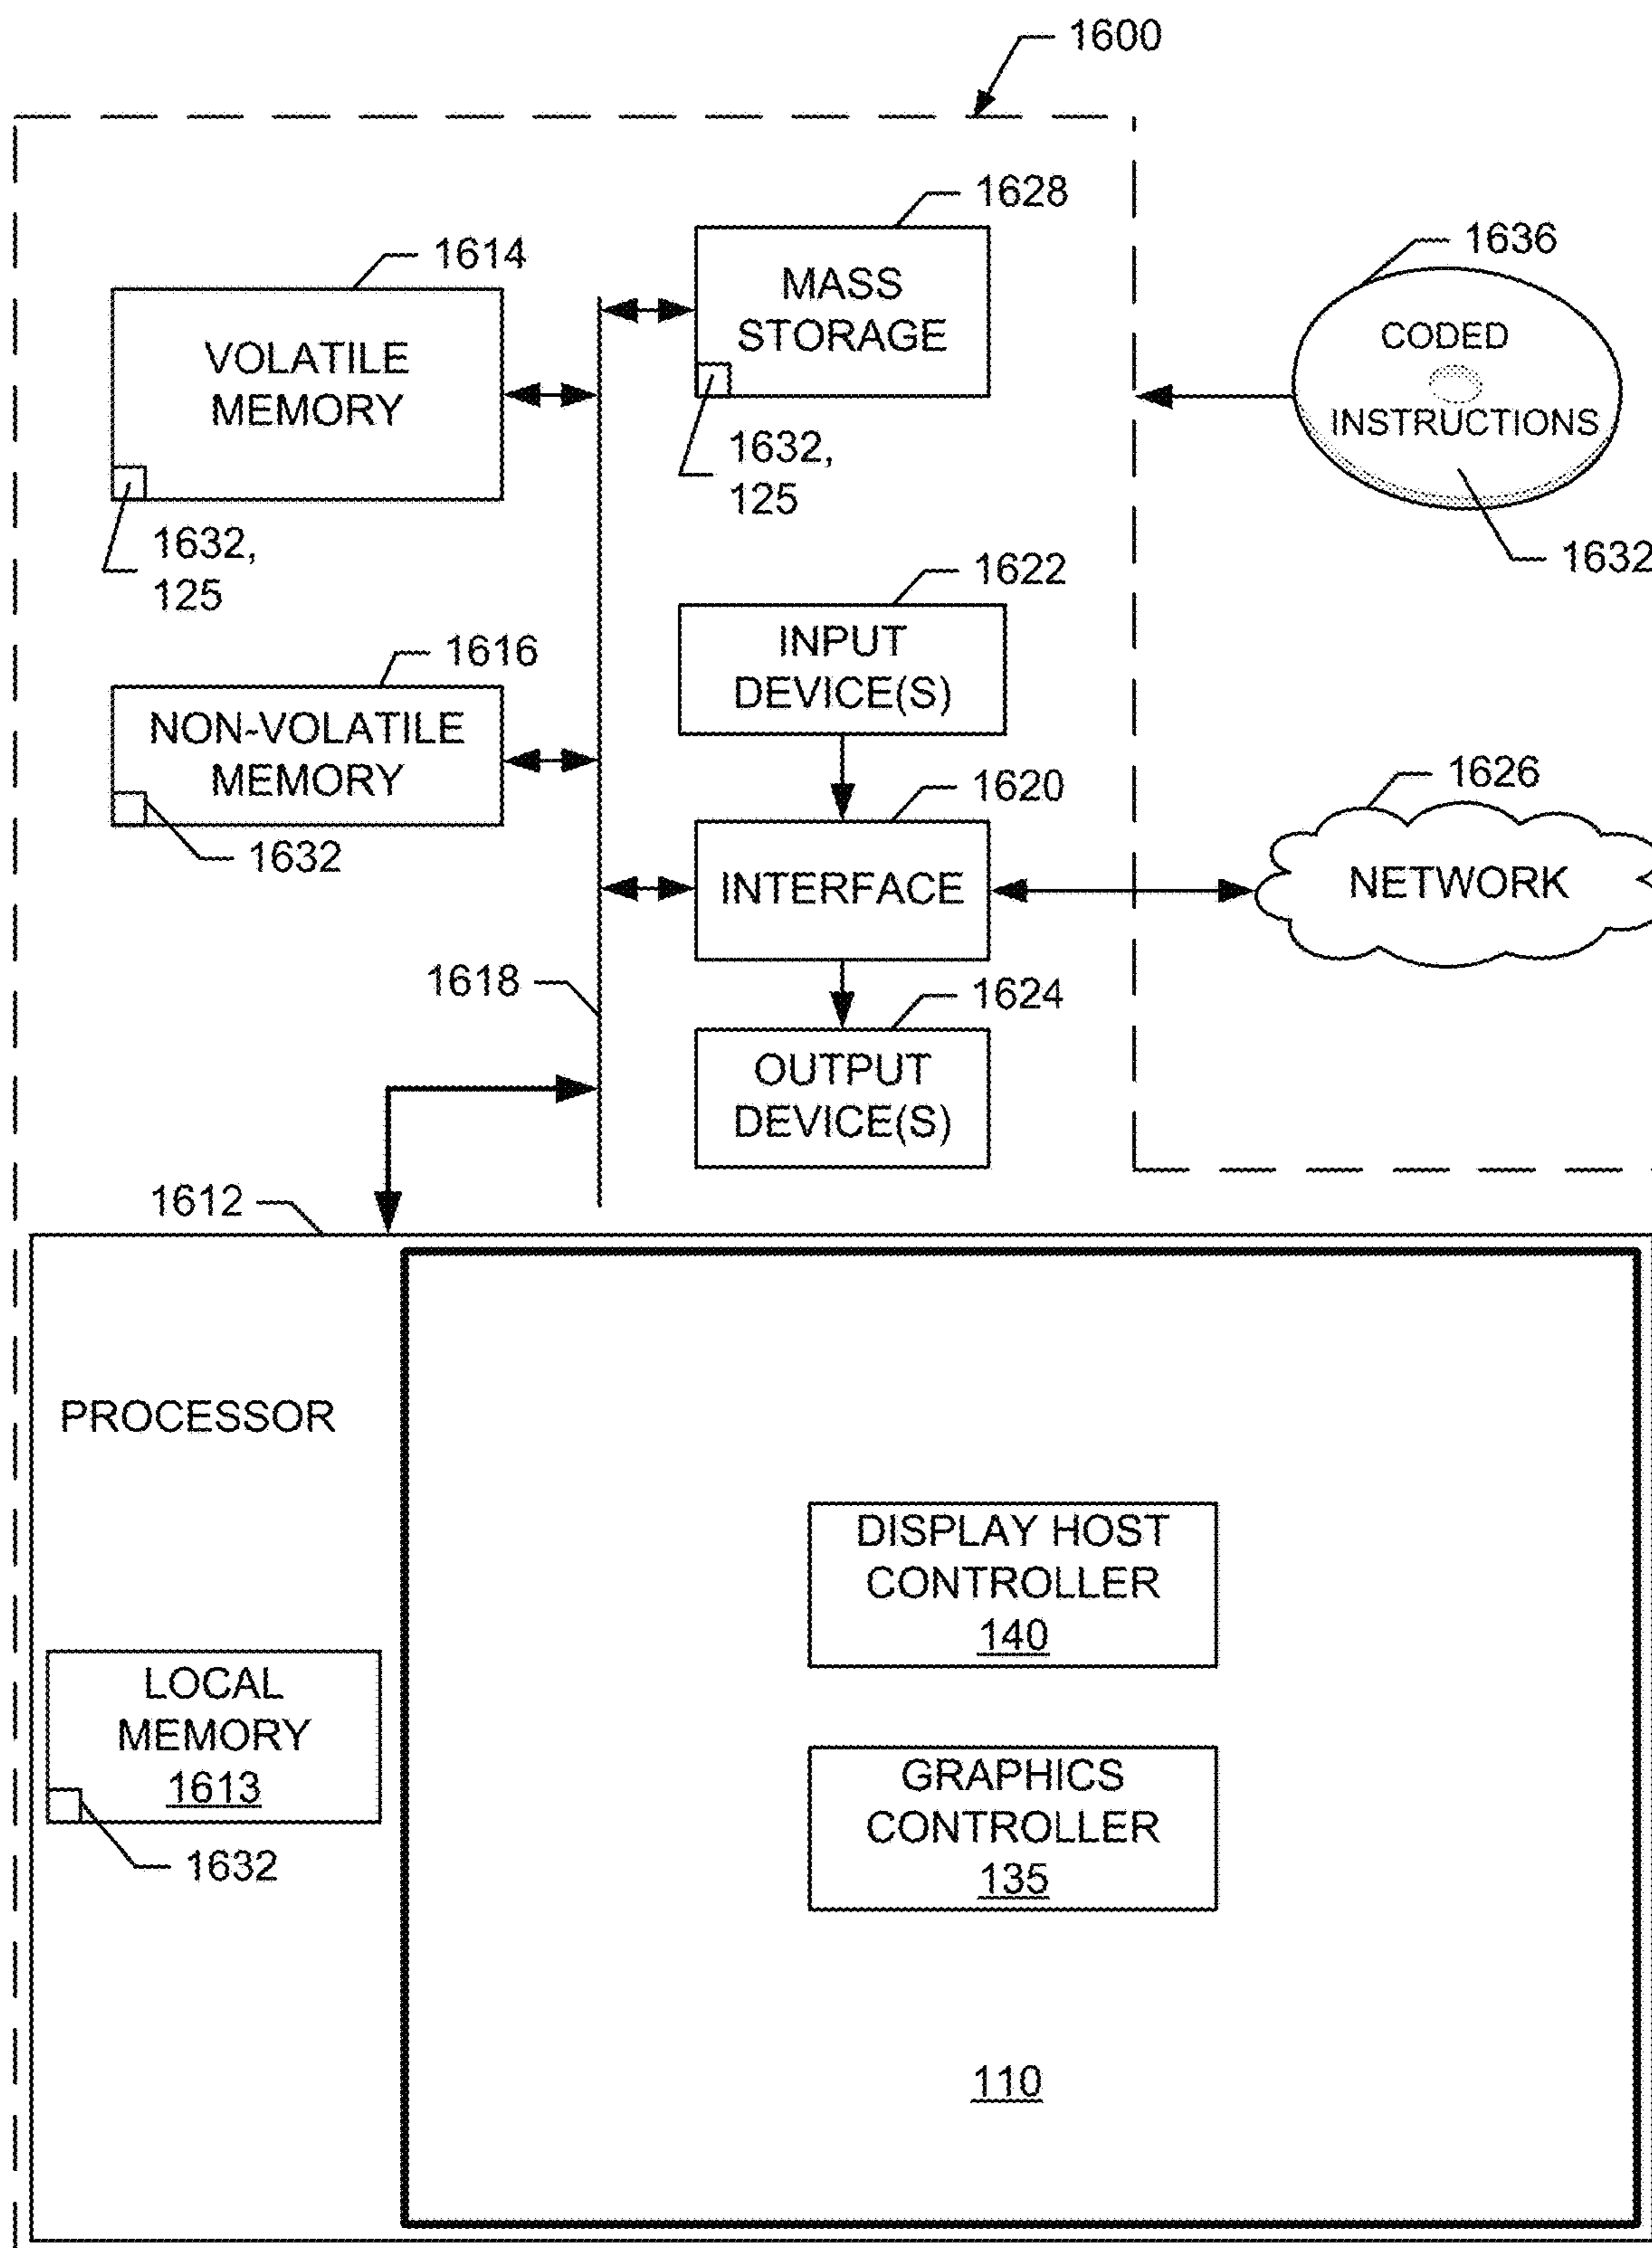 1600
1628
MASS
STORAGE
1632,
125
1614
VOLATILE
MEMORY
1632,
125
1636
CODED
INSTRUCTIONS
1632
1622
INPUT
DEVICE(S)
1616
NON-VOLATILE
MEMORY
1632
1620
INTERFACE
1626
NETWORK
1618
1624
OUTPUT
DEVICE(S)
1612
PROCESSOR
DISPLAY HOST
CONTROLLER
140
LOCAL
MEMORY
1613
1632
GRAPHICS
CONTROLLER
135
110